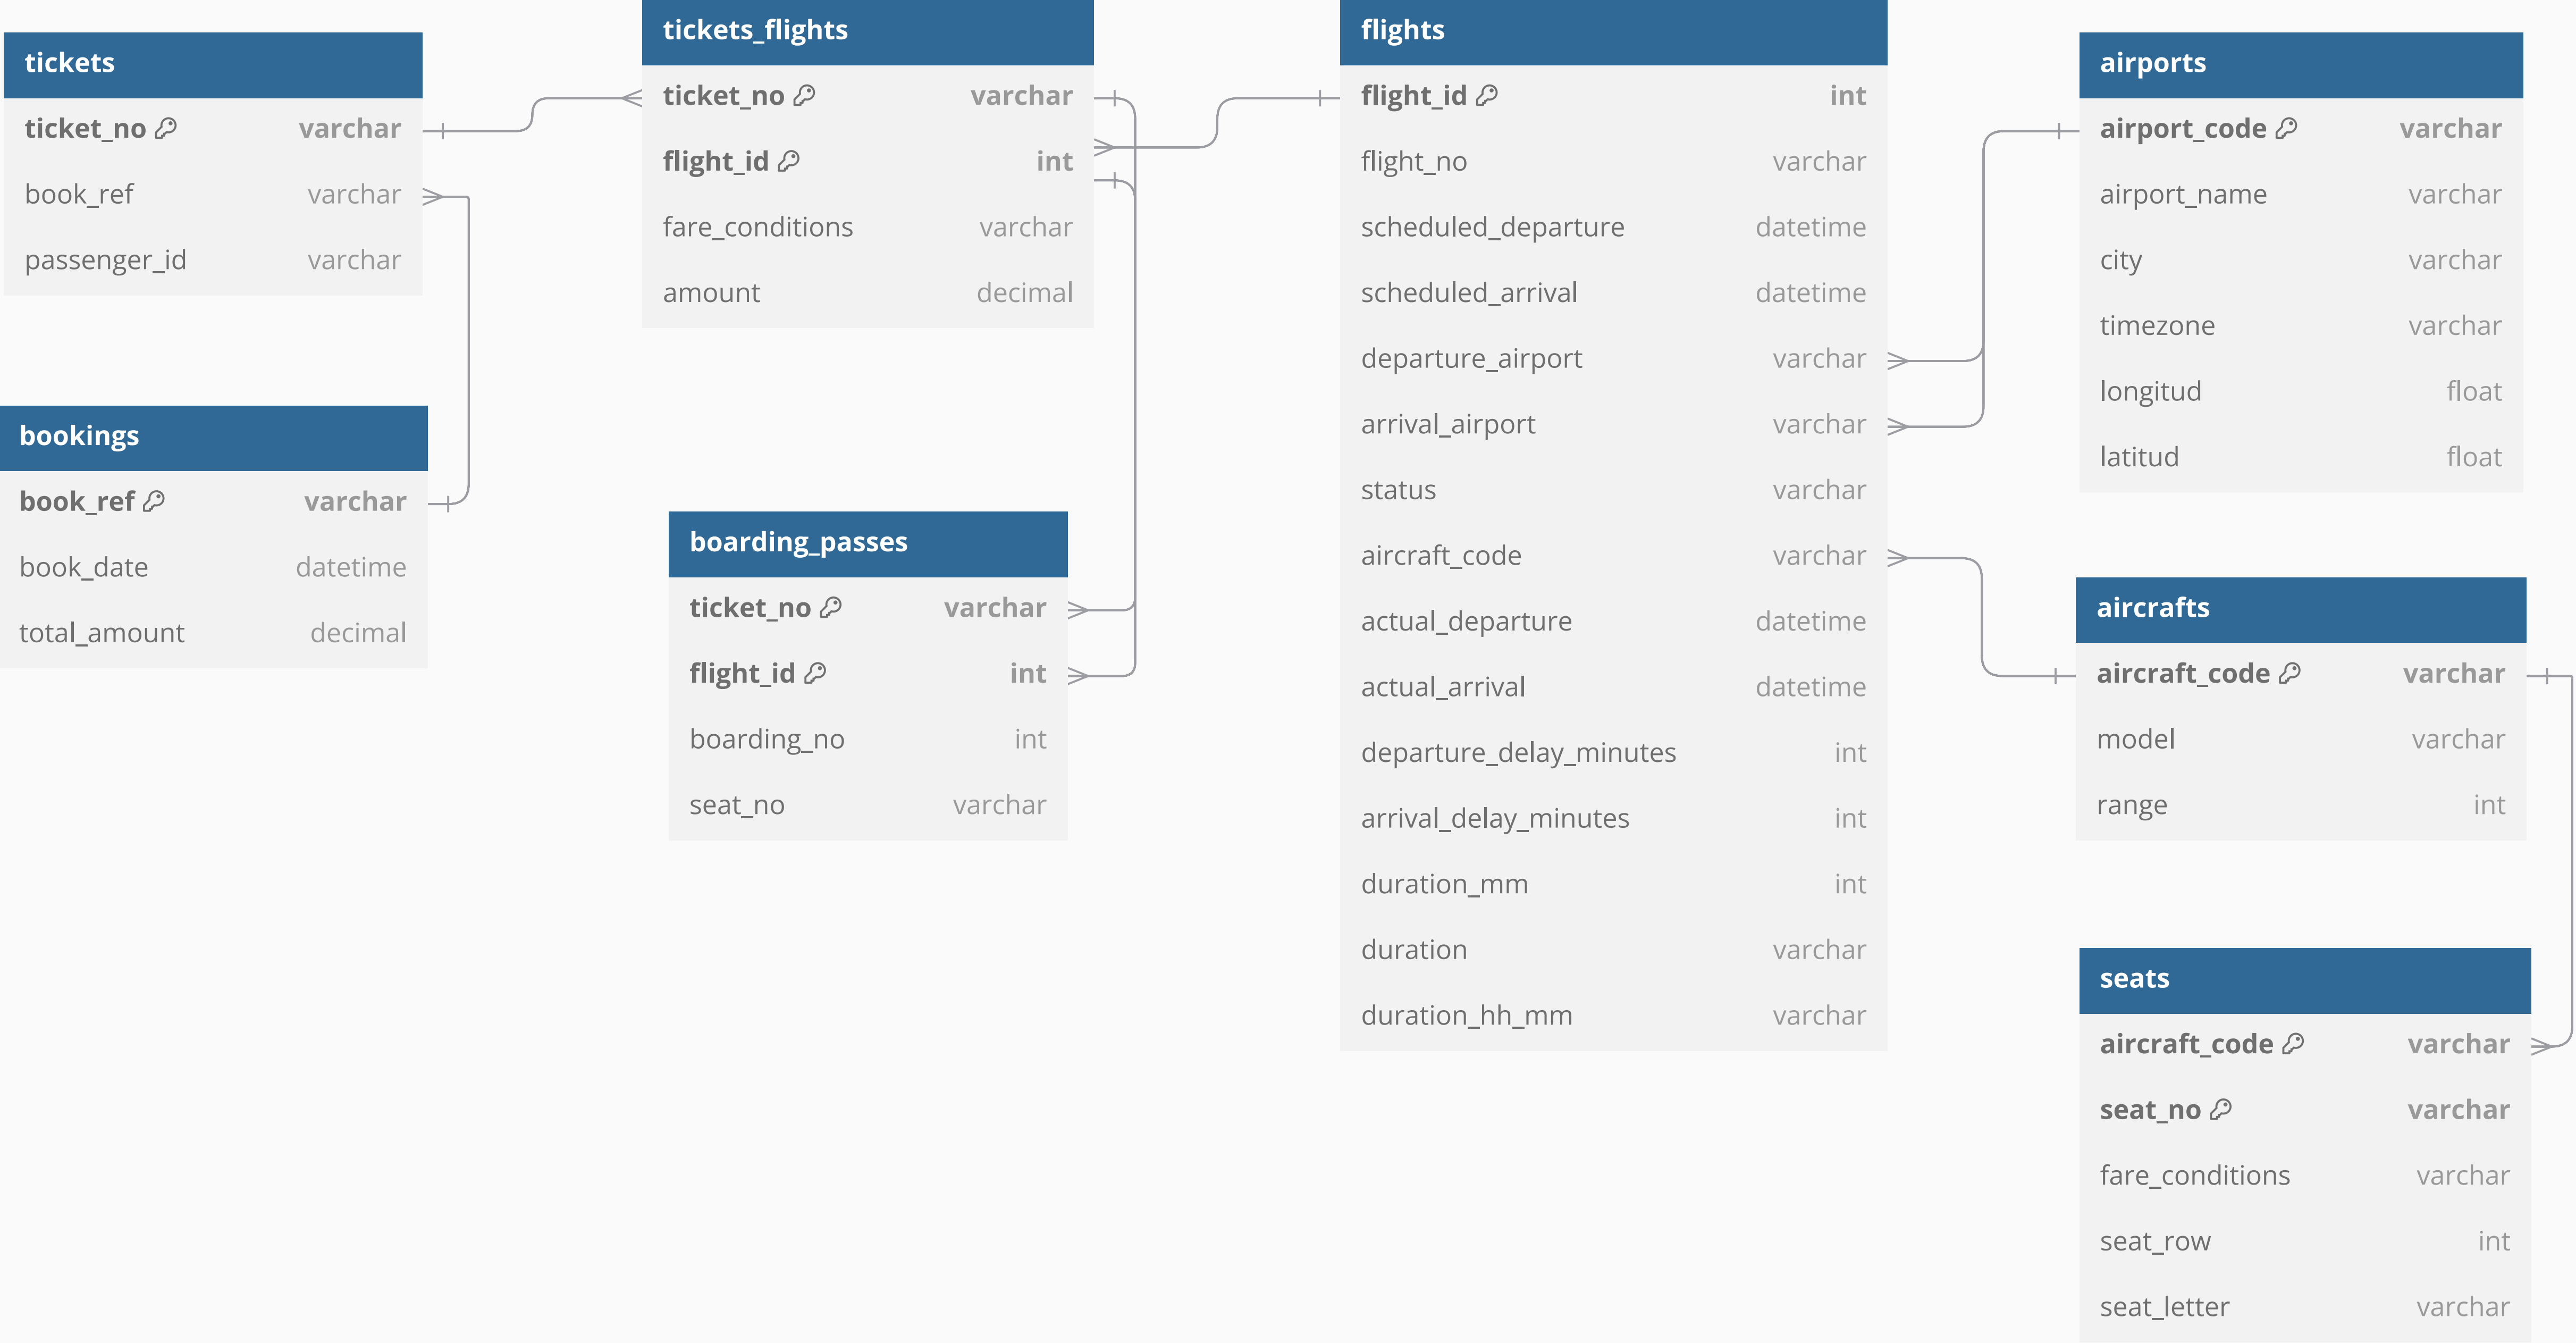 tickets
ticket_no varchar
book_ref varchar
passenger_id varchar
bookings
book_ref varchar
book_date datetime
total_amount decimal
tickets_flights
ticket_no varchar
flight_id int
fare_conditions varchar
amount decimal
boarding_passes
ticket_no varchar
flight_id int
boarding_no int
seat_no varchar
flights
flight_id int
flight_no varchar
scheduled_departure datetime
scheduled_arrival datetime
departure_airport varchar
arrival_airport varchar
status varchar
aircraft_code varchar
actual_departure datetime
actual_arrival datetime
departure_delay_minutes int
arrival_delay_minutes int
duration_mm int
duration varchar
duration_hh_mm varchar
airports
airport_code varchar
airport_name varchar
city varchar
timezone varchar
longitud float
latitud float
aircrafts
aircraft_code varchar
model varchar
range int
seats
aircraft_code varchar
seat_no varchar
fare_conditions varchar
seat_row int
seat_letter varchar